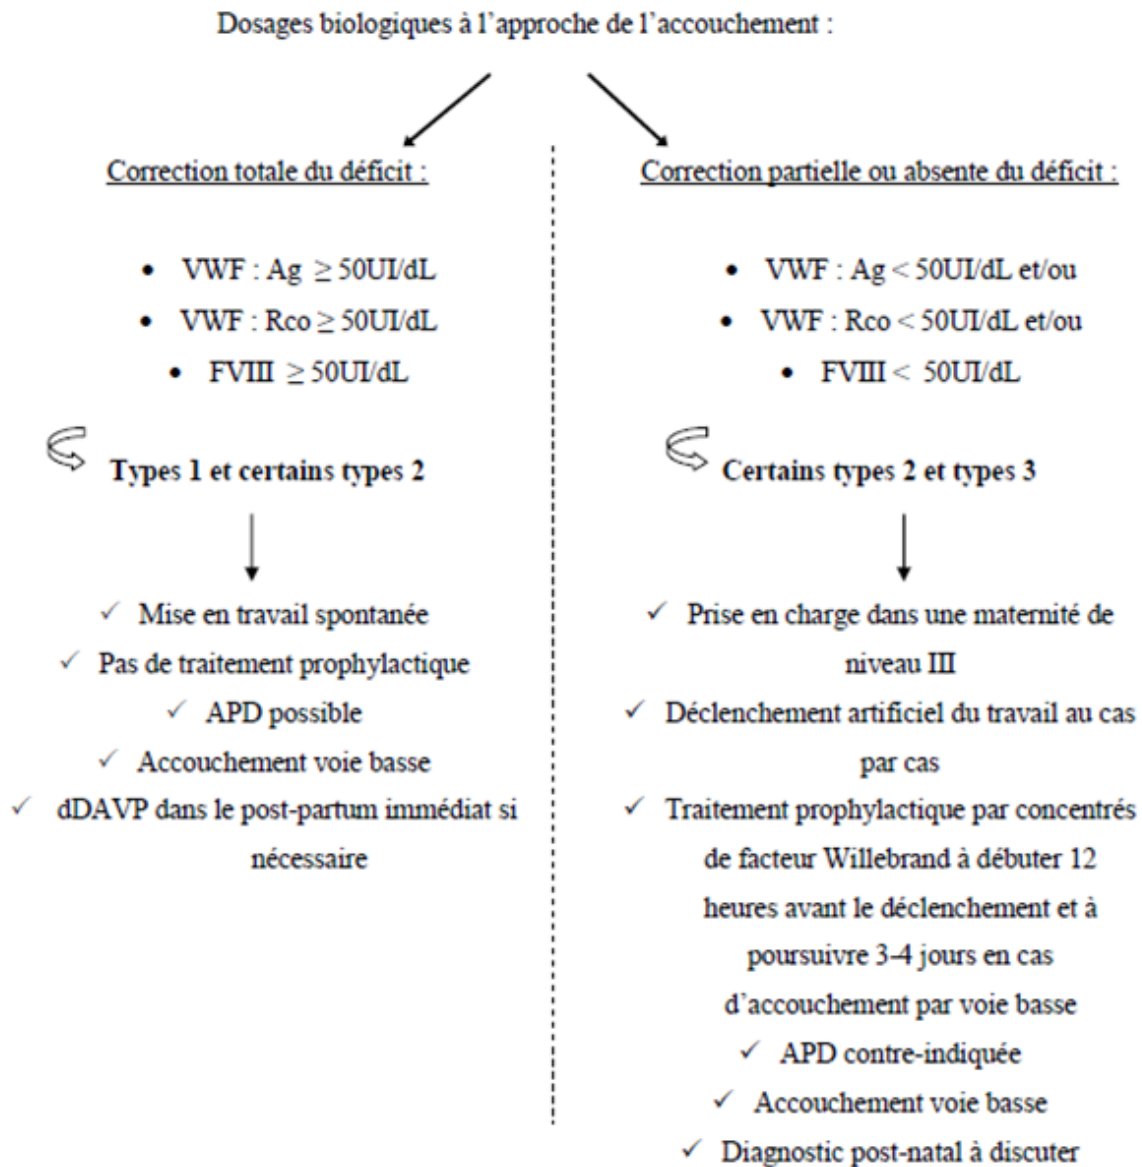 Dosages biologiques à l'approche de l'accouchement :
Correction totale du déficit :
• VWF : Ag ≥ 50UI/dL
• VWF : Rco ≥ 50UI/dL
• FVIII ≥ 50UI/dL
Types 1 et certains types 2
✓ Mise en travail spontanée
✓ Pas de traitement prophylactique
✓ APD possible
✓ Accouchement voie basse
✓ dDAVP dans le post-partum immédiat si
nécessaire
Correction partielle ou absente du déficit :
• VWF : Ag < 50UI/dL et/ou
• VWF : Rco < 50UI/dL et/ou
• FVIII < 50UI/dL
Certains types 2 et types 3
✓ Prise en charge dans une maternité de
niveau III
✓ Déclenchement artificiel du travail au cas
par cas
✓ Traitement prophylactique par concentrés
de facteur Willebrand à débuter 12
heures avant le déclenchement et à
poursuivre 3-4 jours en cas
d'accouchement par voie basse
✓ APD contre-indiquée
✓ Accouchement voie basse
✓ Diagnostic post-natal à discuter